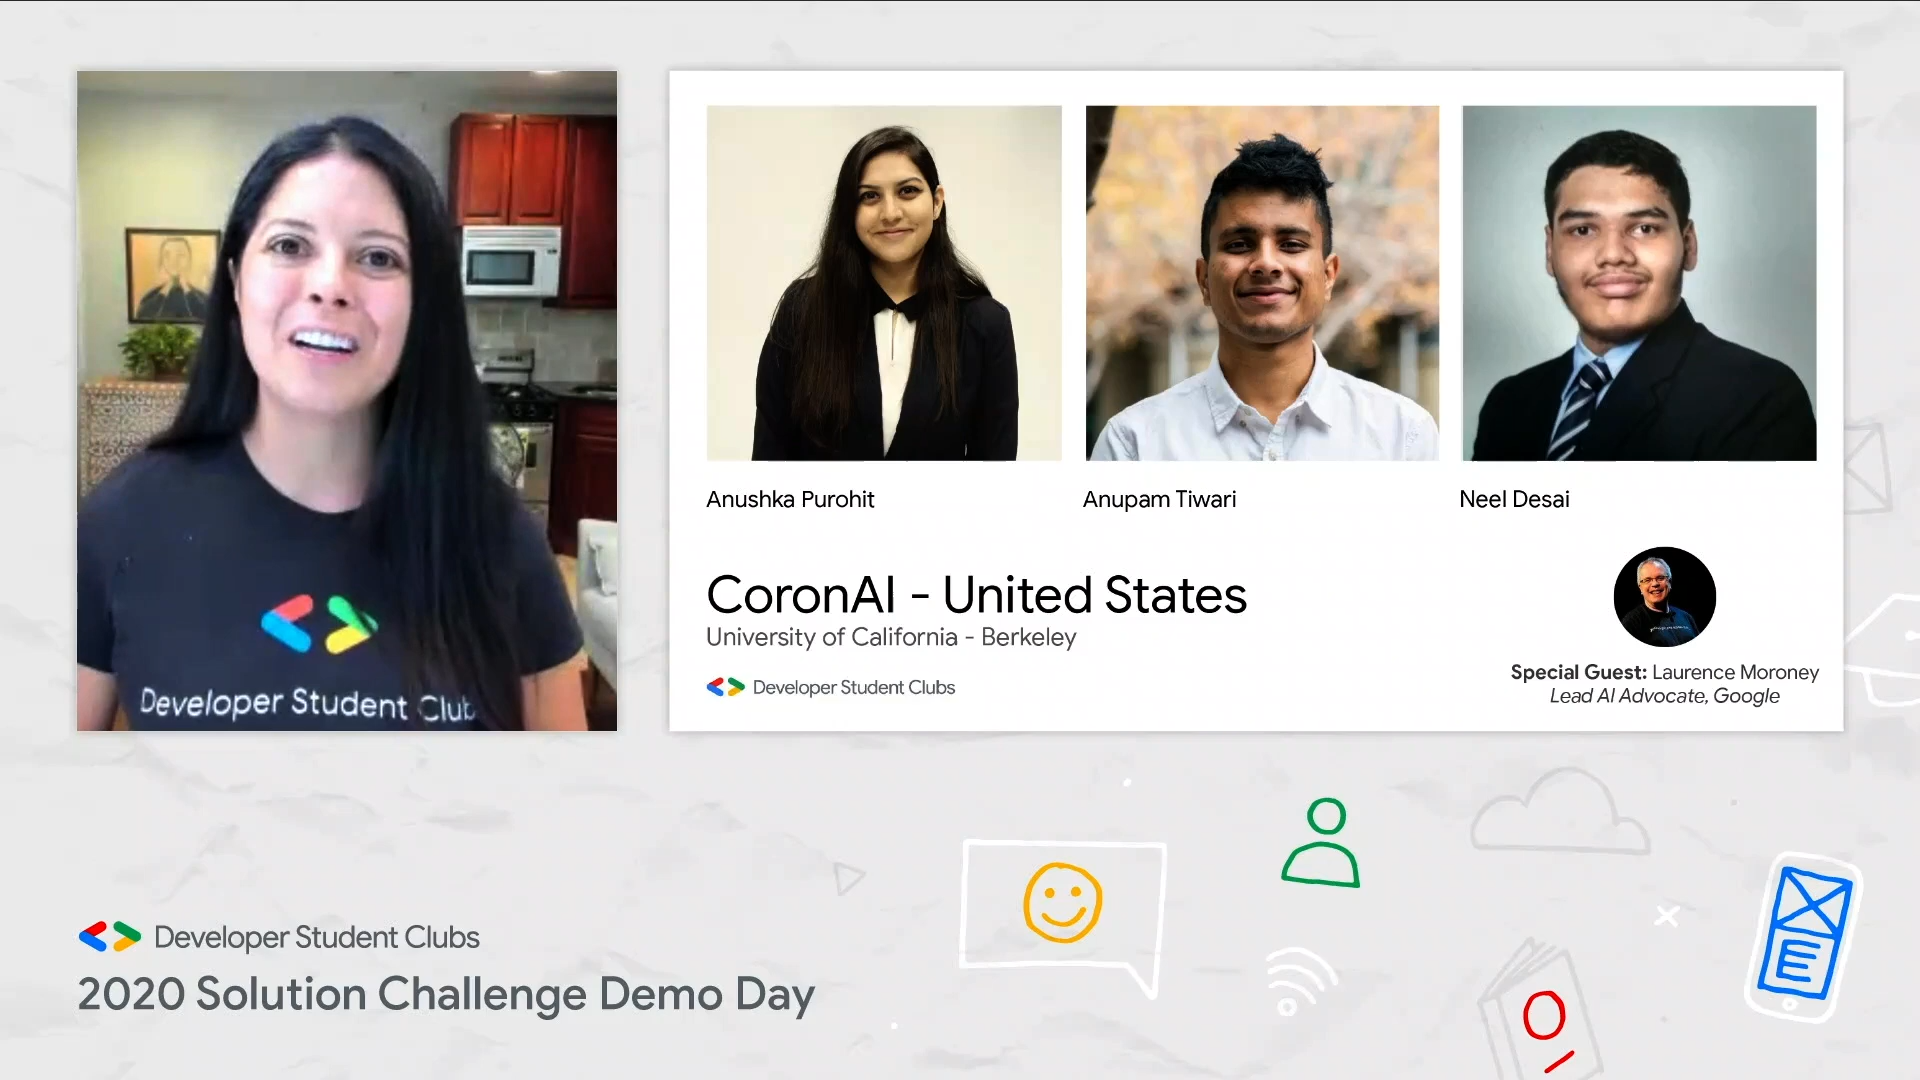 Developer Student Club
Anushka Purohit
Anupam Tiwari
Neel Desai
CoronAI - United States
University of California - Berkeley
Developer Student Clubs
Special Guest: Laurence Moroney
Lead AI Advocate, Google
Developer Student Clubs
2020 Solution Challenge Demo Day